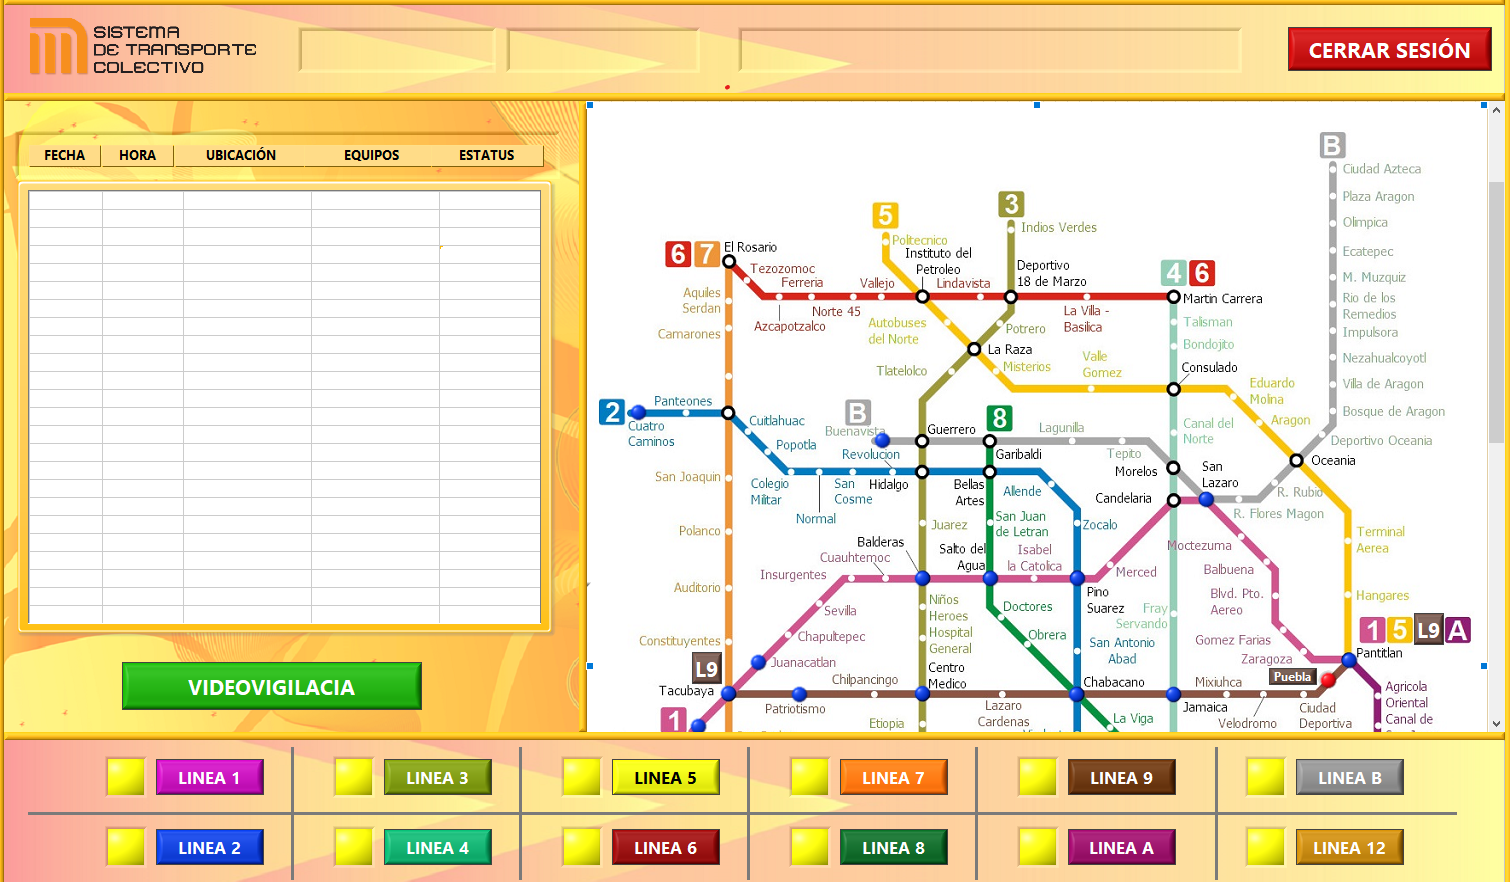 SISTEMA
DE TRANSPORTE
COLECTIVO
CERRAR SESIÓN
FECHA HORA UBICACIÓN EQUIPOS ESTATUS
VIDEOVIGILACIA
B
Ciudad Azteca
Plaza Aragon
Olimpica
Ecatepec
M. Muzquiz
Rio de los
Remedios
Impulsora
Nezahualcoyotl
Villa de Aragon
Bosque de Aragon
Deportivo Oceania
Oceania
R. Rubio
R. Flores Magon
5
Politecnico
Instituto del
Petroleo
3
Indios Verdes
Deportivo
18 de Marzo
6 7
El Rosario
Tezozomoc
Ferreria
Vallejo
Lindavista
Norte 45
Azcapotzalco
La Villa -
Basilica
4 6
Martin Carrera
Talisman
Bondojito
Consulado
Canal del
Norte
Aquiles
Serdan
Camarones
Autobuses
del Norte
Potrero
La Raza
Misterios
Valle
Gomez
Tlatelolco
Eduardo
Molina
Aragon
2
Panteones
Cuatro
Caminos
Cuitlahuac
Popotla
Colegio
Militar
Normal
San
Cosme
Revolucion
Hidalgo
B
Buenavista
Guerrero
8
Garibaldi
Lagunilla
Tepito
Morelos
San
Lazaro
Candelaria
Bellas
Artes
Allende
Zocalo
San Juan
de Letran
Juarez
Balderas
Salto del
Agua
Isabel
la Catolica
Merced
Pino
Suarez
San Joaquin
Polanco
Auditorio
Constituyentes
Cuauhtemoc
Insurgentes
Sevilla
Chapultepec
Juanacatlan
L9
Tacubaya
1
Patriotismo
Chilpancingo
Niños
Heroes
Hospital
General
Centro
Medico
Etiopia
Doctores
Obrera
San Antonio
Abad
Chabacano
Lazaro
Cardenas
La Viga
Fray
Servando
Jamaica
Mixiuhca
Velodromo
Ciudad
Deportiva
Puebla
Moctezuma
Balbuena
Blvd. Pto.
Aereo
Gomez Farias
Zaragoza
Terminal
Aerea
Hangares
1 5 L9 A
Pantitlan
Agricola
Oriental
Canal de
LINEA 1 LINEA 3 LINEA 5 LINEA 7 LINEA 9 LINEA B
LINEA 2 LINEA 4 LINEA 6 LINEA 8 LINEA A LINEA 12